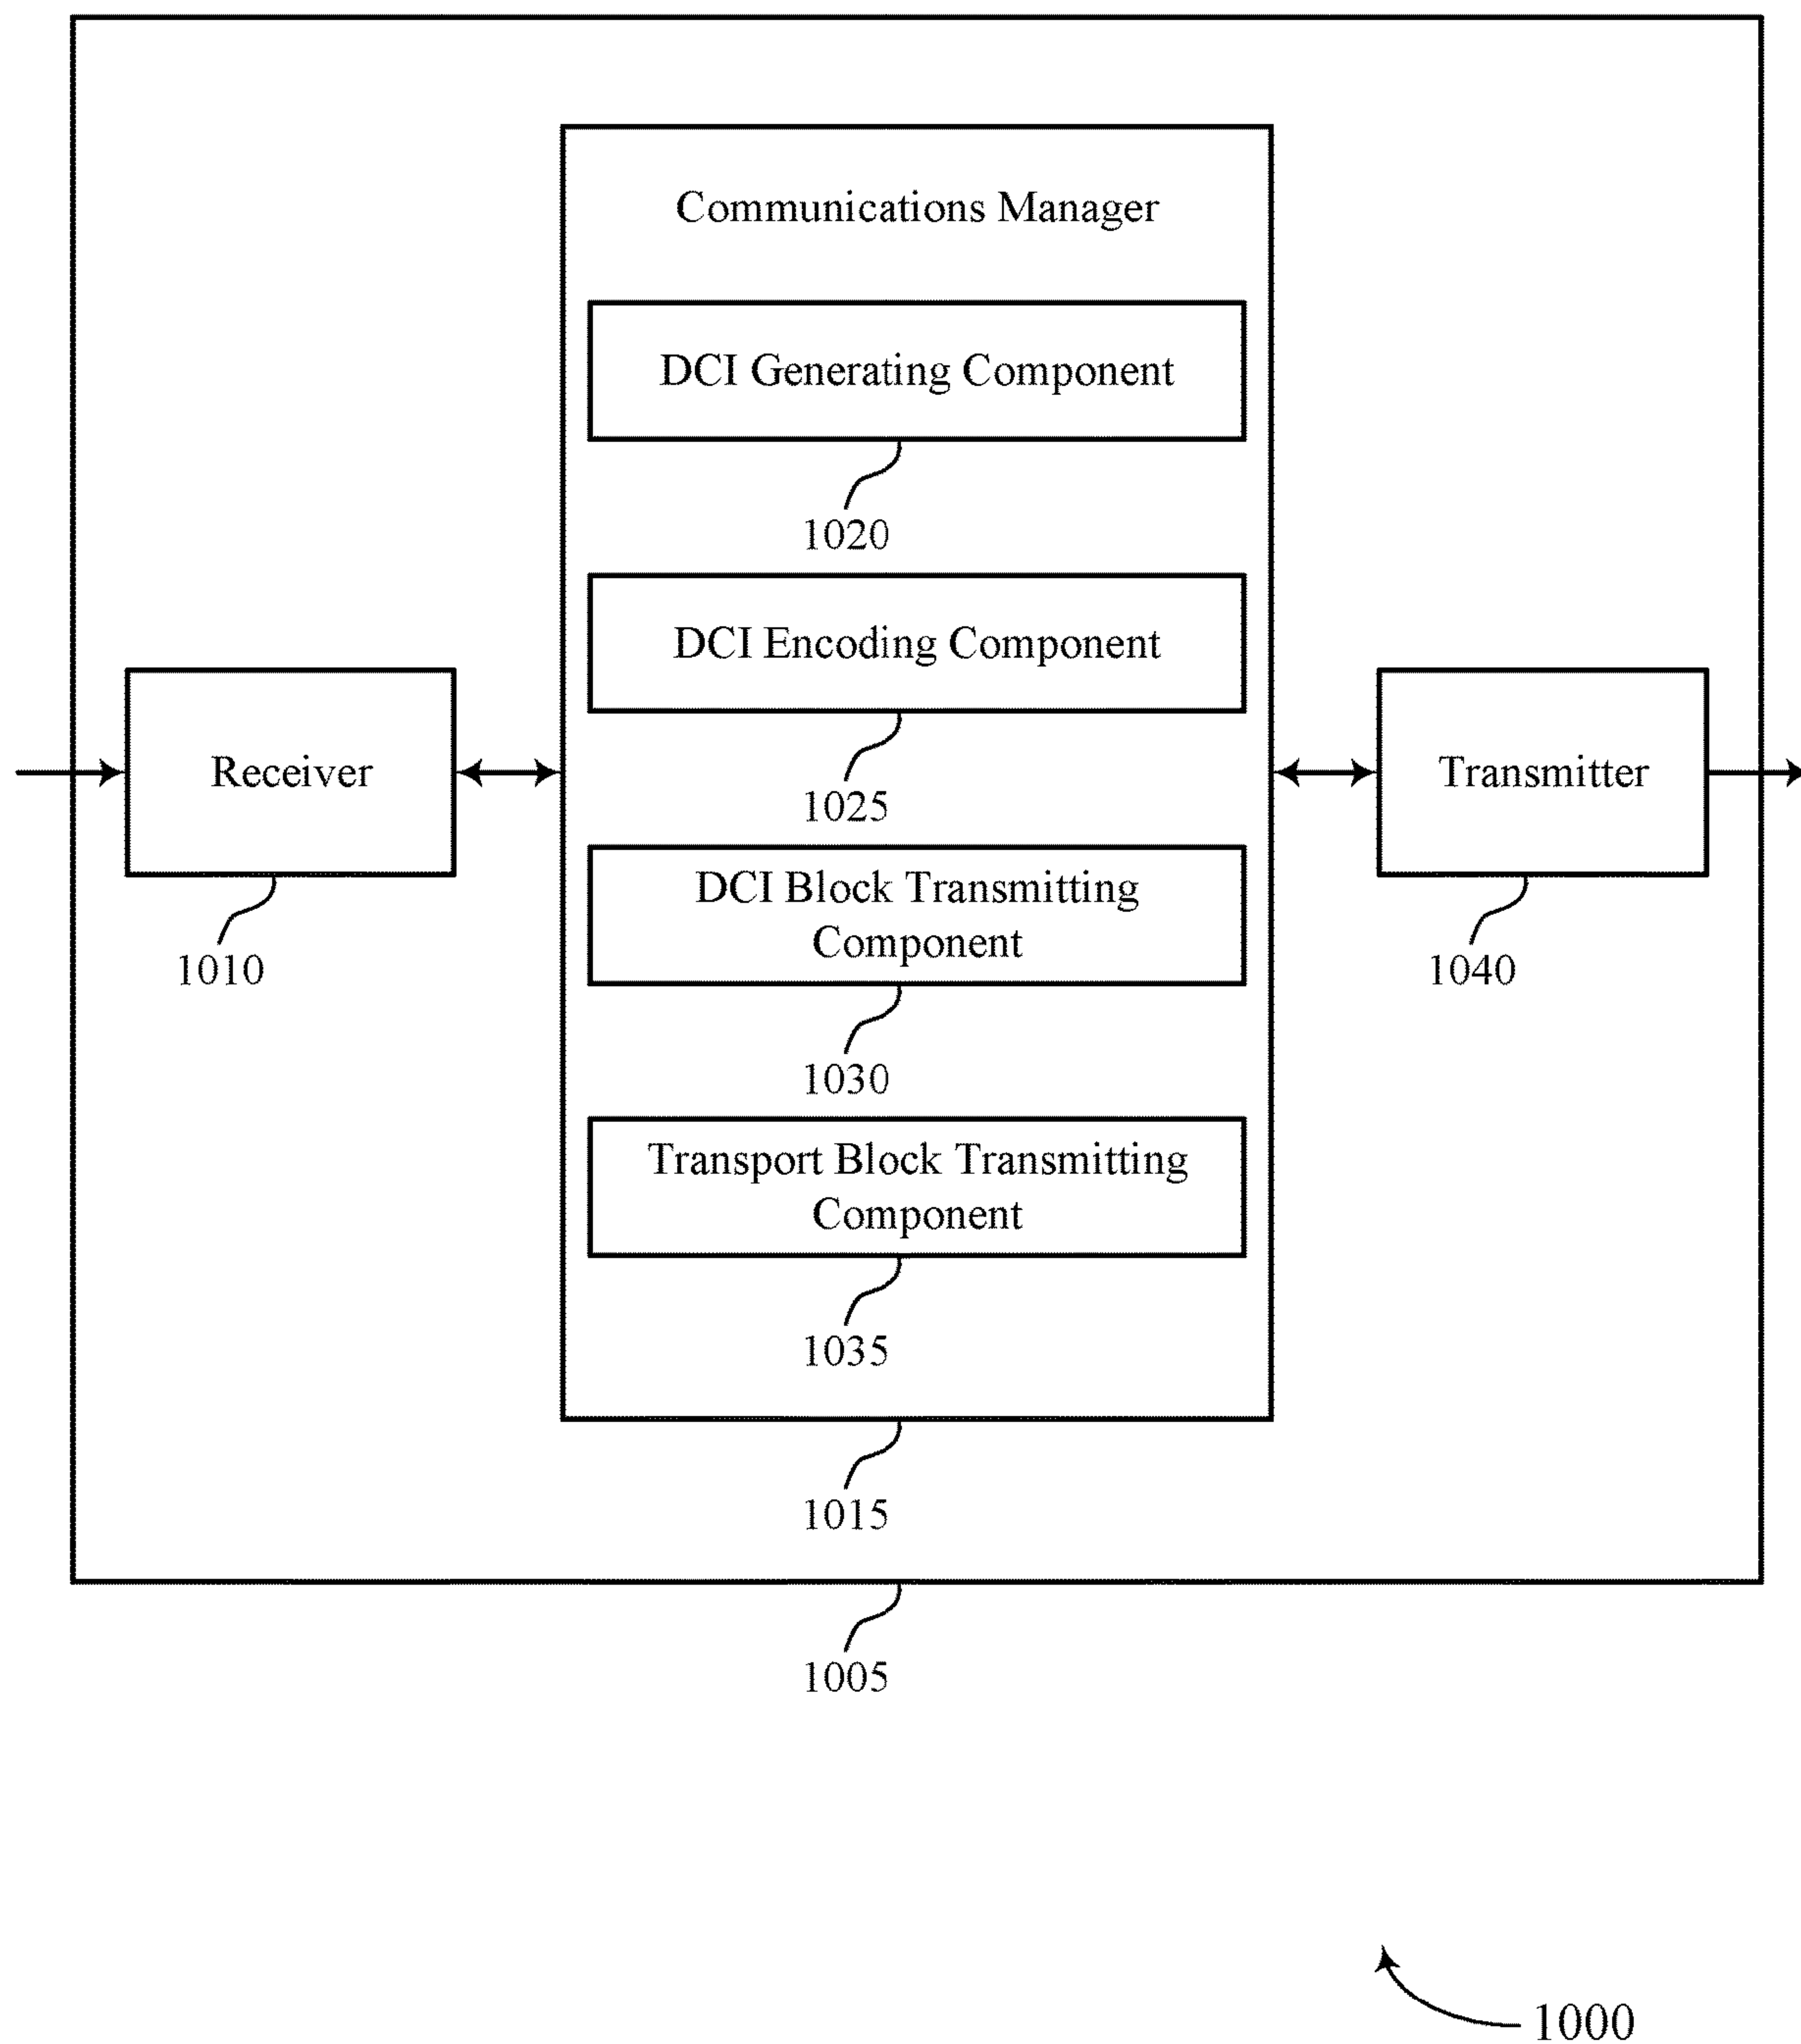 Communications Manager
DCI Generating Component
1020
DCI Encoding Component
1025
Receiver
1010
Transmitter
1040
DCI Block Transmitting
Component
1030
Transport Block Transmitting
Component
1035
1015
1005
1000